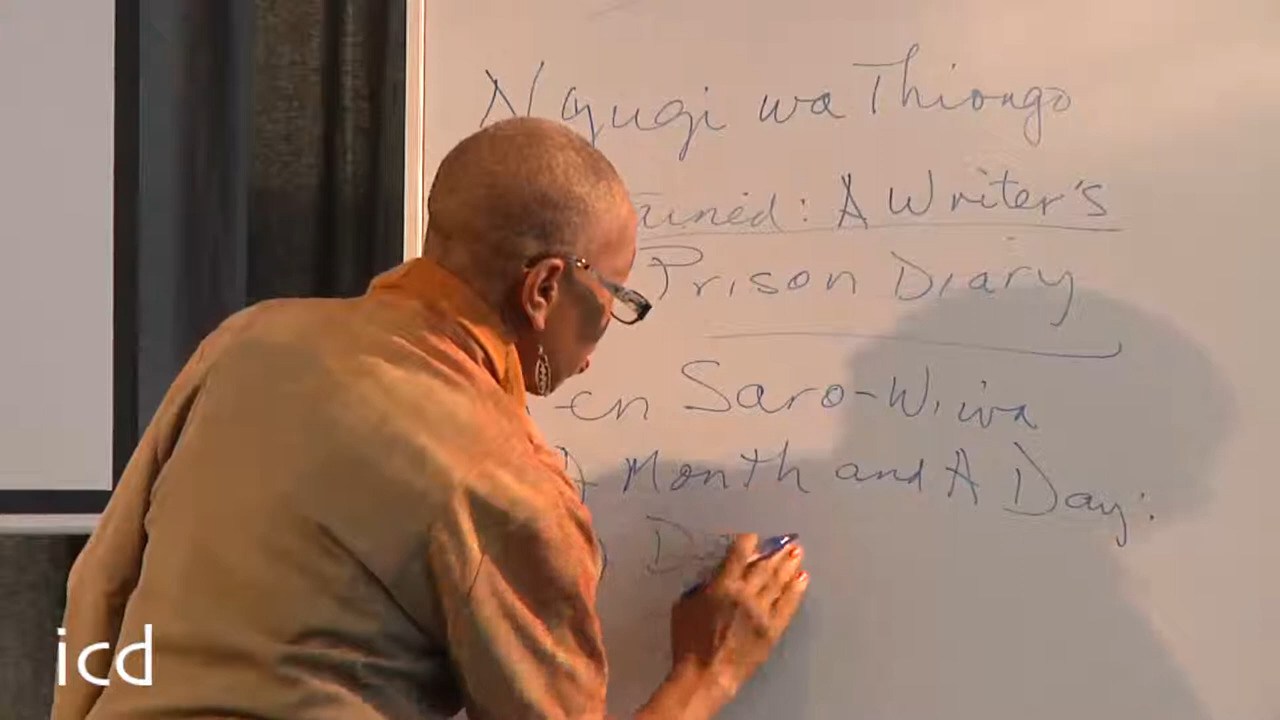 Ngugi wa Thiongo
ained: A Writer's
Prison Diary
en Saro-Wiwa
A Month and A Day:
icd